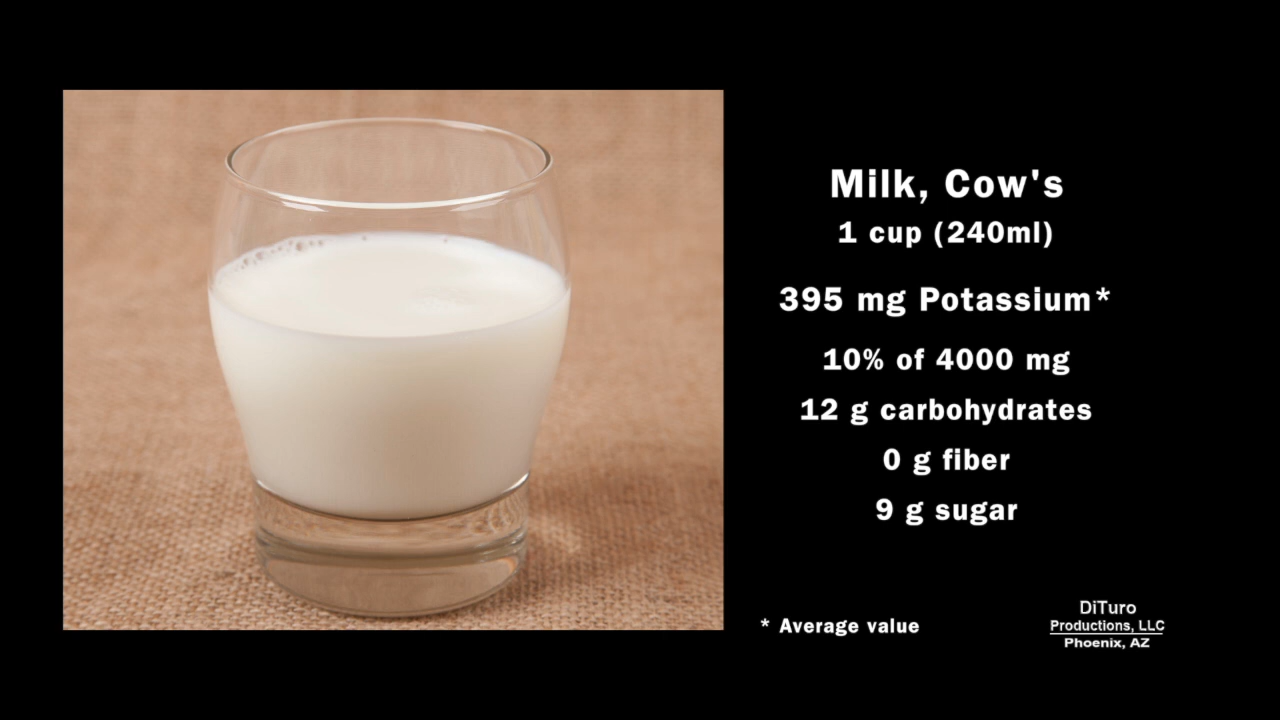 Milk, Cow's
1 cup (240ml)
395 mg Potassium*
10% of 4000 mg
12 g carbohydrates
0 g fiber
9 g sugar
* Average value
DiTuro
Productions, LLC
Phoenix, AZ